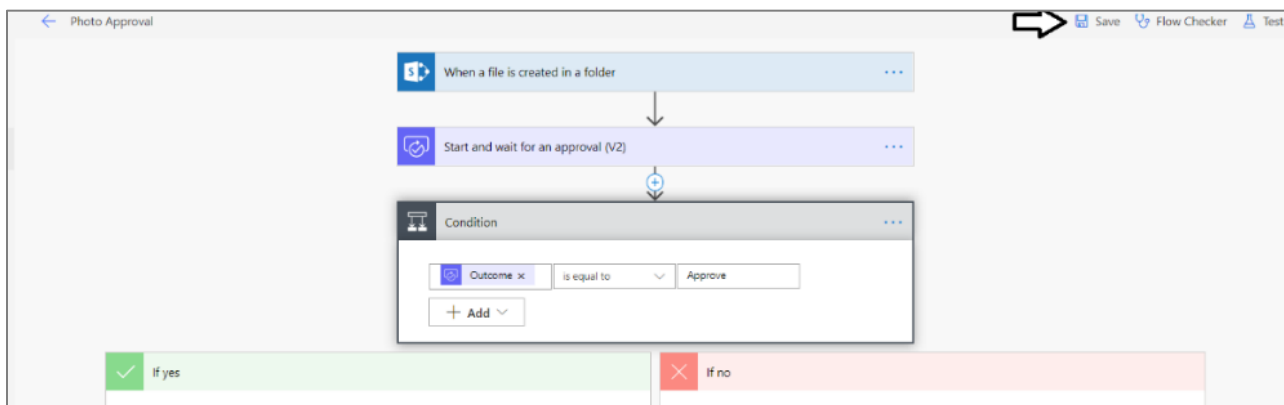 Photo Approval Save Flow Checker Test
When a file is created in a folder
Start and wait for an approval (V2)
Condition
Outcome x is equal to Approve
+ Add
If yes If no